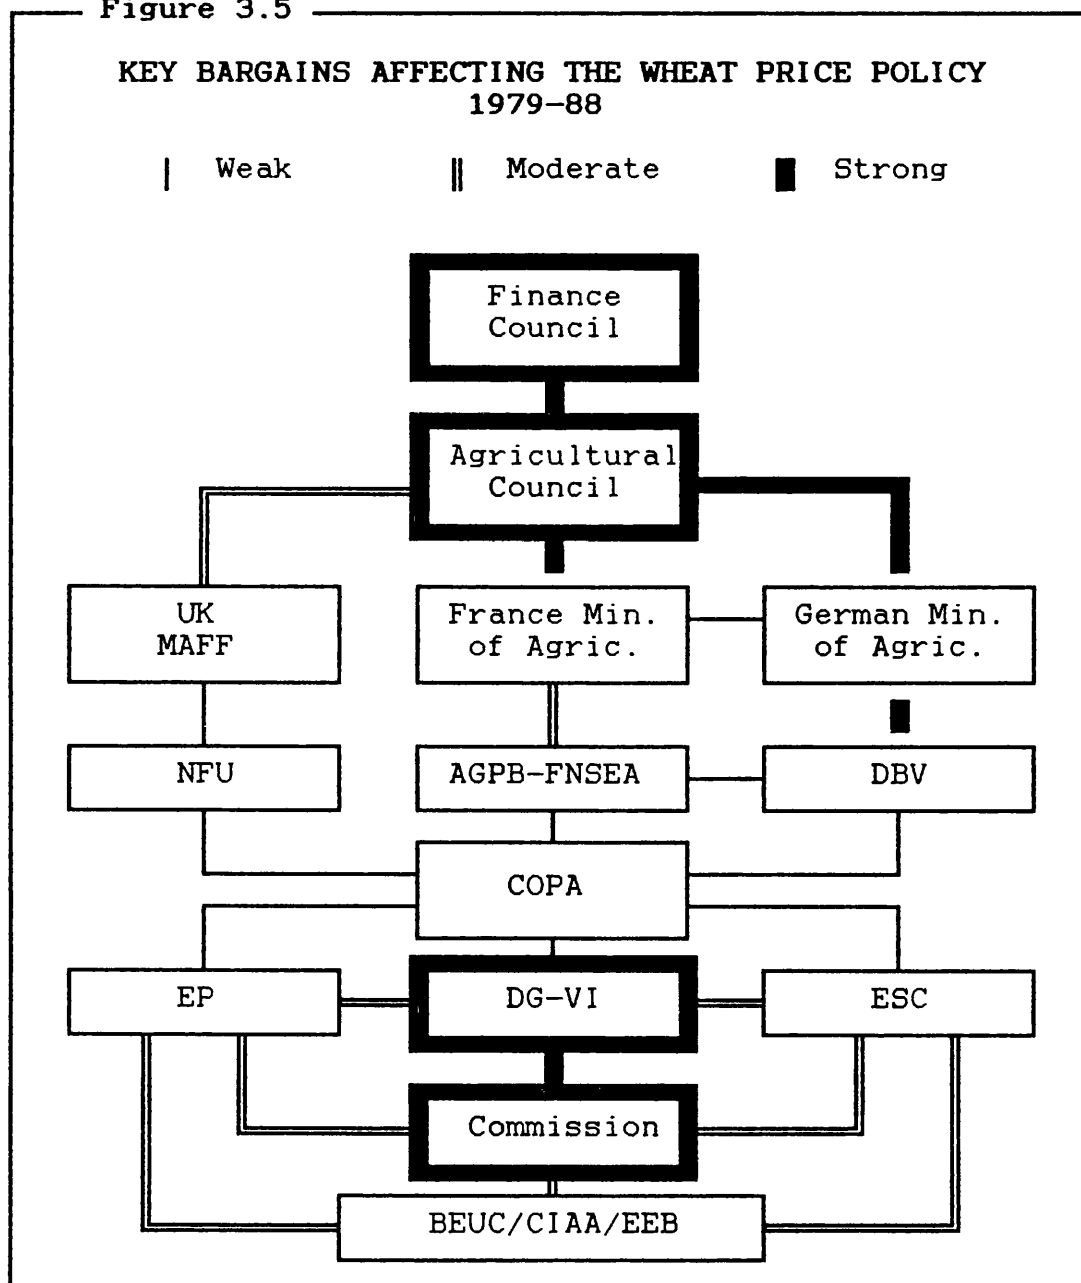 Figure 3.5
KEY BARGAINS AFFECTING THE WHEAT PRICE POLICY
1979-88
Weak Moderate Strong
Finance
Council
Agricultural
Council
UK
MAFF
France Min.
of Agric.
German Min.
of Agric.
NFU
AGPB-FNSEA
DBV
COPA
EP
DG-VI
ESC
Commission
BEUC/CIAA/EEB